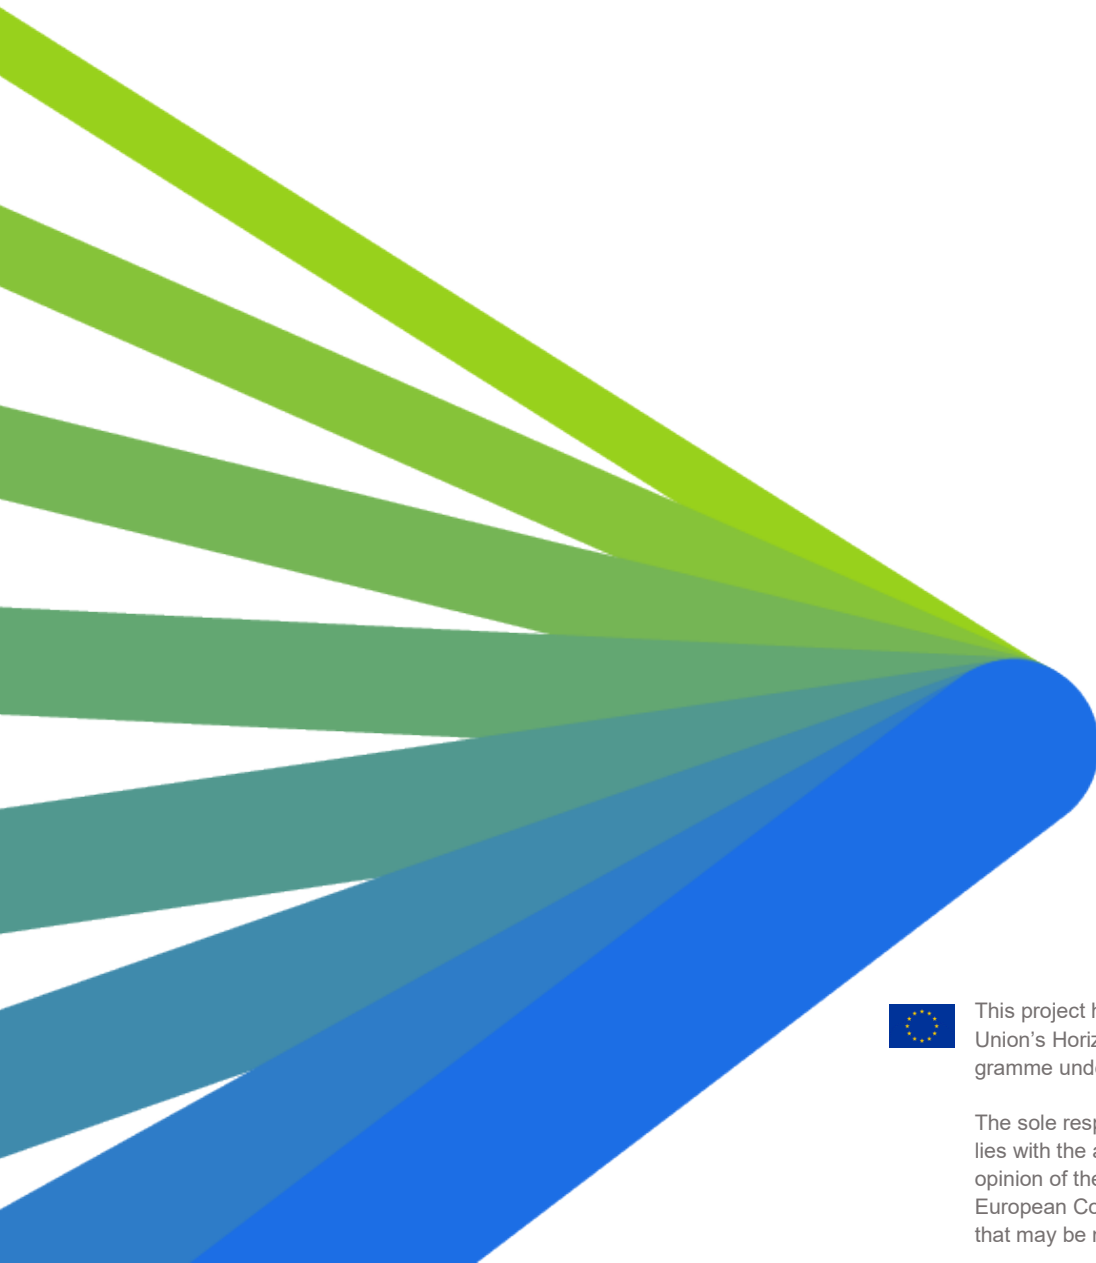 This project
Union's Horiz
gramme und
The sole resp
lies with the
opinion of the
European Co
that may be